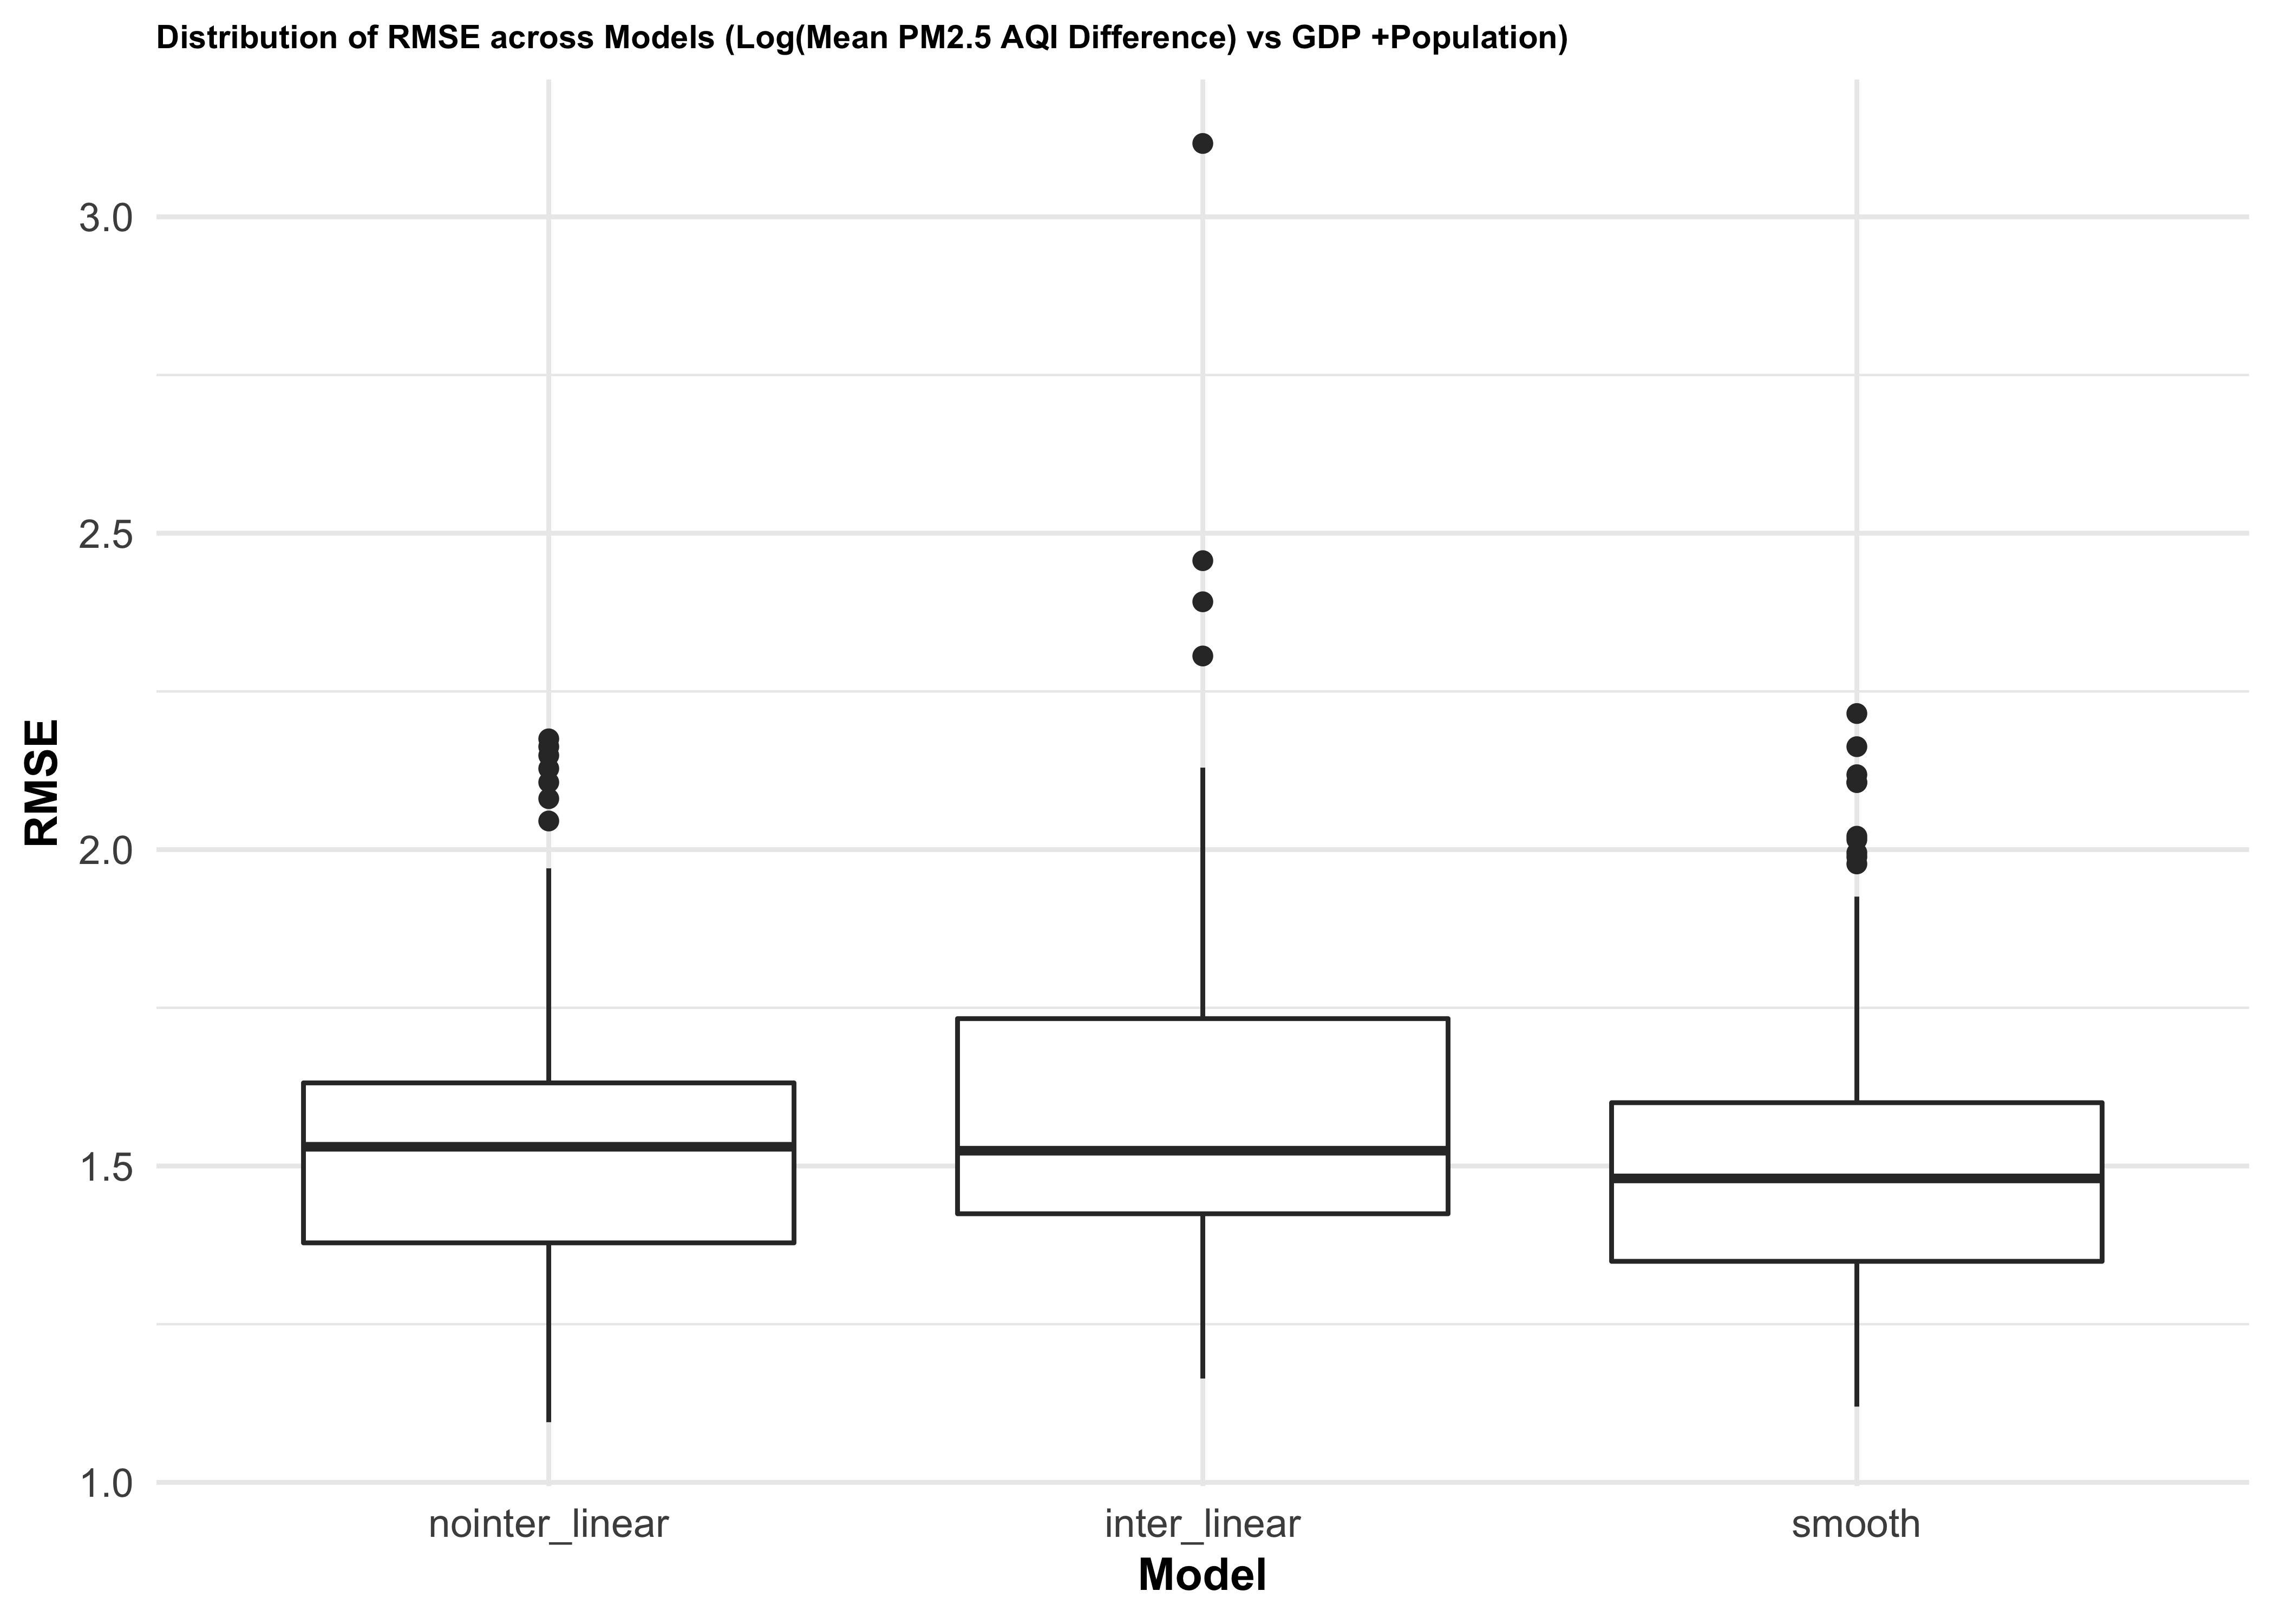 Distribution of RMSE across Models (Log(Mean PM2.5 AQI Difference) vs GDP +Population)
3.0
2.5
2.0
1.5
1.0
RMSE
nointer_linear
inter_linear
smooth
Model